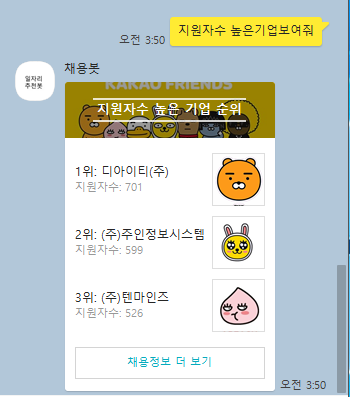 지원자수 높은기업보여줘
오전 3:50
일자리
추천봇
채용봇
KAKAO FRIENDS
지원자수 높은 기업 순위
1위: 디아이티(주)
지원자수: 701
2위: (주)주인정보시스템
지원자수: 599
3위: (주)텐마인즈
지원자수: 526
채용정보 더 보기
오전 3:50